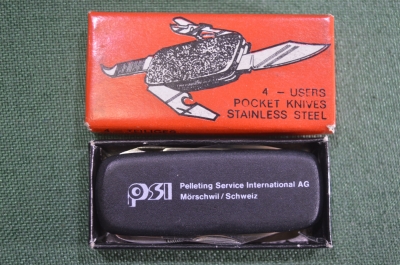 4 - USERS
POCKET KNIVES
STAINLESS STEEL
psi Pelleting Service International AG
Mörschwil / Schweiz